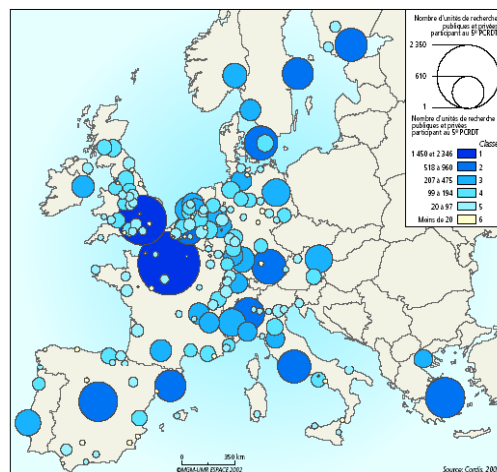 Nombre d'unités de recherche
publiques et privées
participant au 5e PCRDT
2 350
610
1
Nombre d'unités de recherche
publiques et privées
participant au 5e PCRDT
Classe
1 450 et 2 346 1
518 à 960 2
207 à 475 3
99 à 194 4
20 à 97 5
Moins de 20 6
0 350 km
©MGM-UMR ESPACE 2002
Source: Cordis, 200